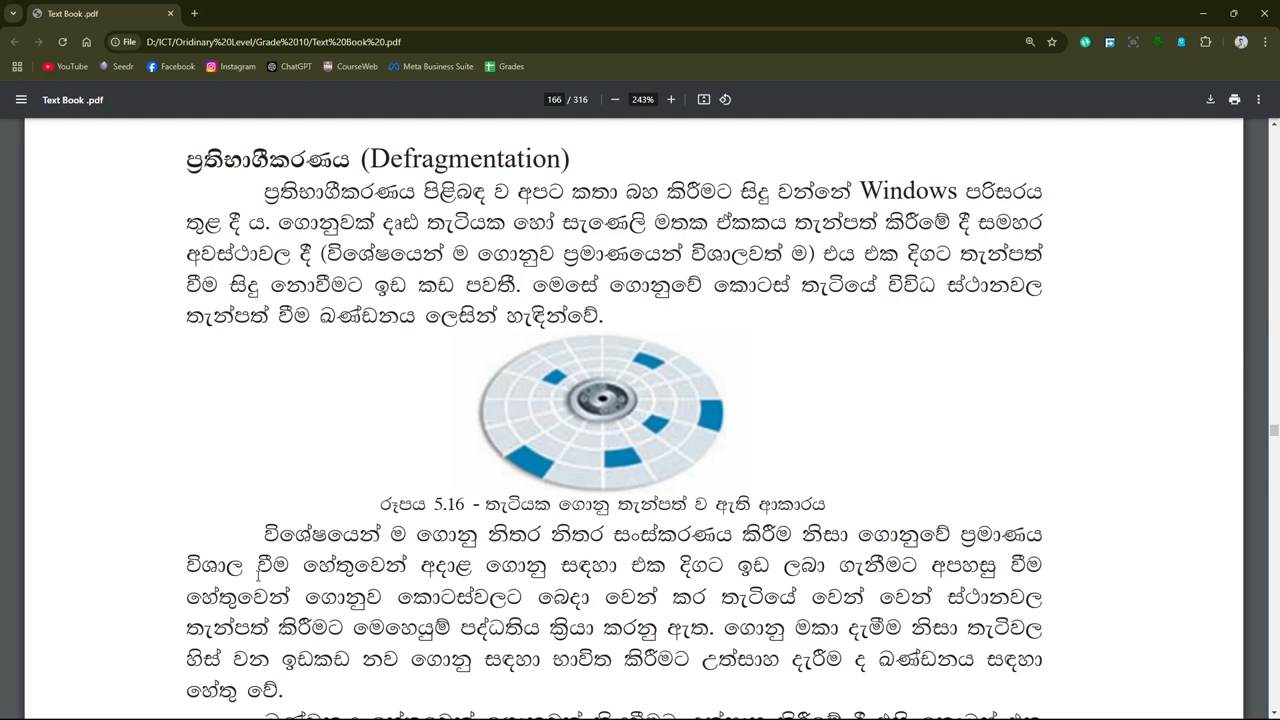 Text Book .pdf
File
D:/ICT/Oridinary%20Level/Grade%2010/Text%20Book%20.pdf
YouTube Seedr Facebook Instagram ChatGPT CourseWeb Meta Business Suite Grades
Text Book .pdf
166 / 316
243%
ප්‍රතිභාගීකරණය (Defragmentation)
ප්‍රතිභාගීකරණය පිළිබඳ ව අපට කතා බහ කිරීමට සිදු වන්නේ Windows පරිසරය
තුළ දී ය. ගොනුවක් දෘඪ තැටියක හෝ සැණෙලි මතක ඒකකය තැන්පත් කිරීමේ දී සමහර
අවස්ථාවල දී (විශේෂයෙන් ම ගොනුව ප්‍රමාණයෙන් විශාලවත් ම) එය එක දිගට තැන්පත්
වීම සිදු නොවීමට ඉඩ කඩ පවතී. මෙසේ ගොනුවේ කොටස් තැටියේ විවිධ ස්ථානවල
තැන්පත් වීම ඛණ්ඩනය ලෙසින් හැඳින්වේ.
රූපය 5.16 - තැටියක ගොනු තැන්පත් ව ඇති ආකාරය
විශේෂයෙන් ම ගොනු නිතර නිතර සංස්කරණය කිරීම නිසා ගොනුවේ ප්‍රමාණය
විශාල වීම හේතුවෙන් අදාළ ගොනු සඳහා එක දිගට ඉඩ ලබා ගැනීමට අපහසු වීම
හේතුවෙන් ගොනුව කොටස්වලට බෙදා වෙන් කර තැටියේ වෙන් වෙන් ස්ථානවල
තැන්පත් කිරීමට මෙහෙයුම් පද්ධතිය ක්‍රියා කරනු ඇත. ගොනු මකා දැමීම නිසා තැටිවල
හිස් වන ඉඩකඩ නව ගොනු සඳහා භාවිත කිරීමට උත්සාහ දැරීම ද ඛණ්ඩනය සඳහා
හේතු වේ.